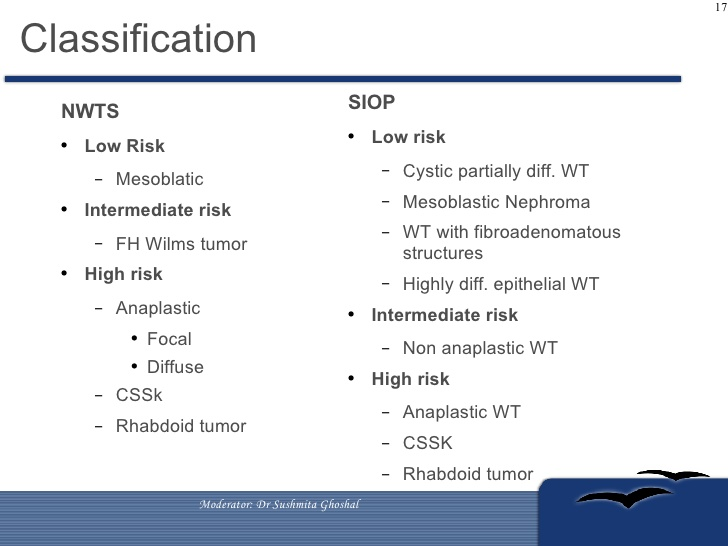 17
Classification
NWTS
• Low Risk
– Mesoblatic
• Intermediate risk
– FH Wilms tumor
• High risk
– Anaplastic
• Focal
• Diffuse
– CSSk
– Rhabdoid tumor
SIOP
• Low risk
– Cystic partially diff. WT
– Mesoblastic Nephroma
– WT with fibroadenomatous
structures
– Highly diff. epithelial WT
• Intermediate risk
– Non anaplastic WT
• High risk
– Anaplastic WT
– CSSK
– Rhabdoid tumor
Moderator: Dr Sushmita Ghoshal